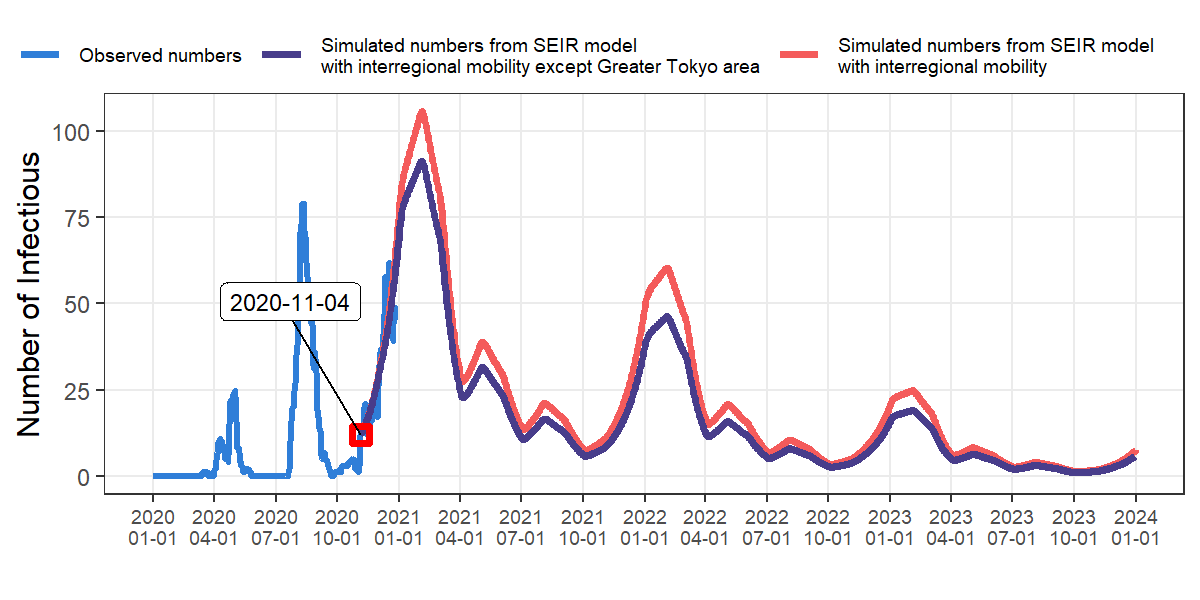 Observed numbers
Simulated numbers from SEIR model
with interregional mobility except Greater Tokyo area
Simulated numbers from SEIR model
with interregional mobility
Number of Infectious
100
75
50
25
0
2020-11-04
2020 2020 2020 2020 2021 2021 2021 2021 2022 2022 2022 2022 2023 2023 2023 2023 2024
01-01 04-01 07-01 10-01 01-01 04-01 07-01 10-01 01-01 04-01 07-01 10-01 01-01 04-01 07-01 10-01 01-01